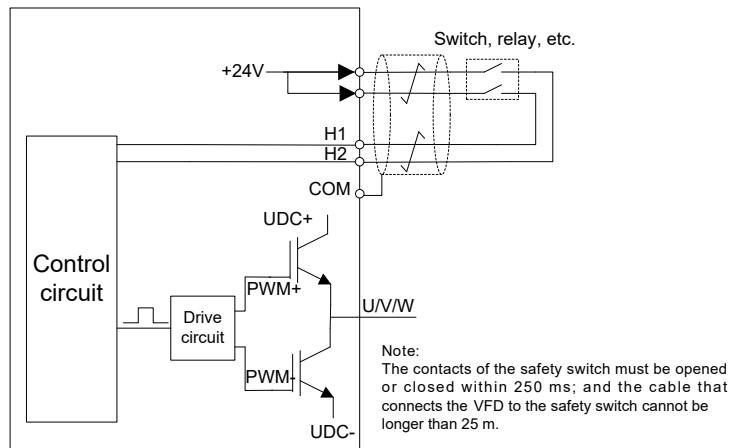 Switch, relay, etc.
+24V
H1
H2
COM
UDC+
Control
circuit
PWM+
U/V/W
Drive
circuit
PWM-
UDC-
Note:
The contacts of the safety switch must be opened
or closed within 250 ms; and the cable that
connects the VFD to the safety switch cannot be
longer than 25 m.